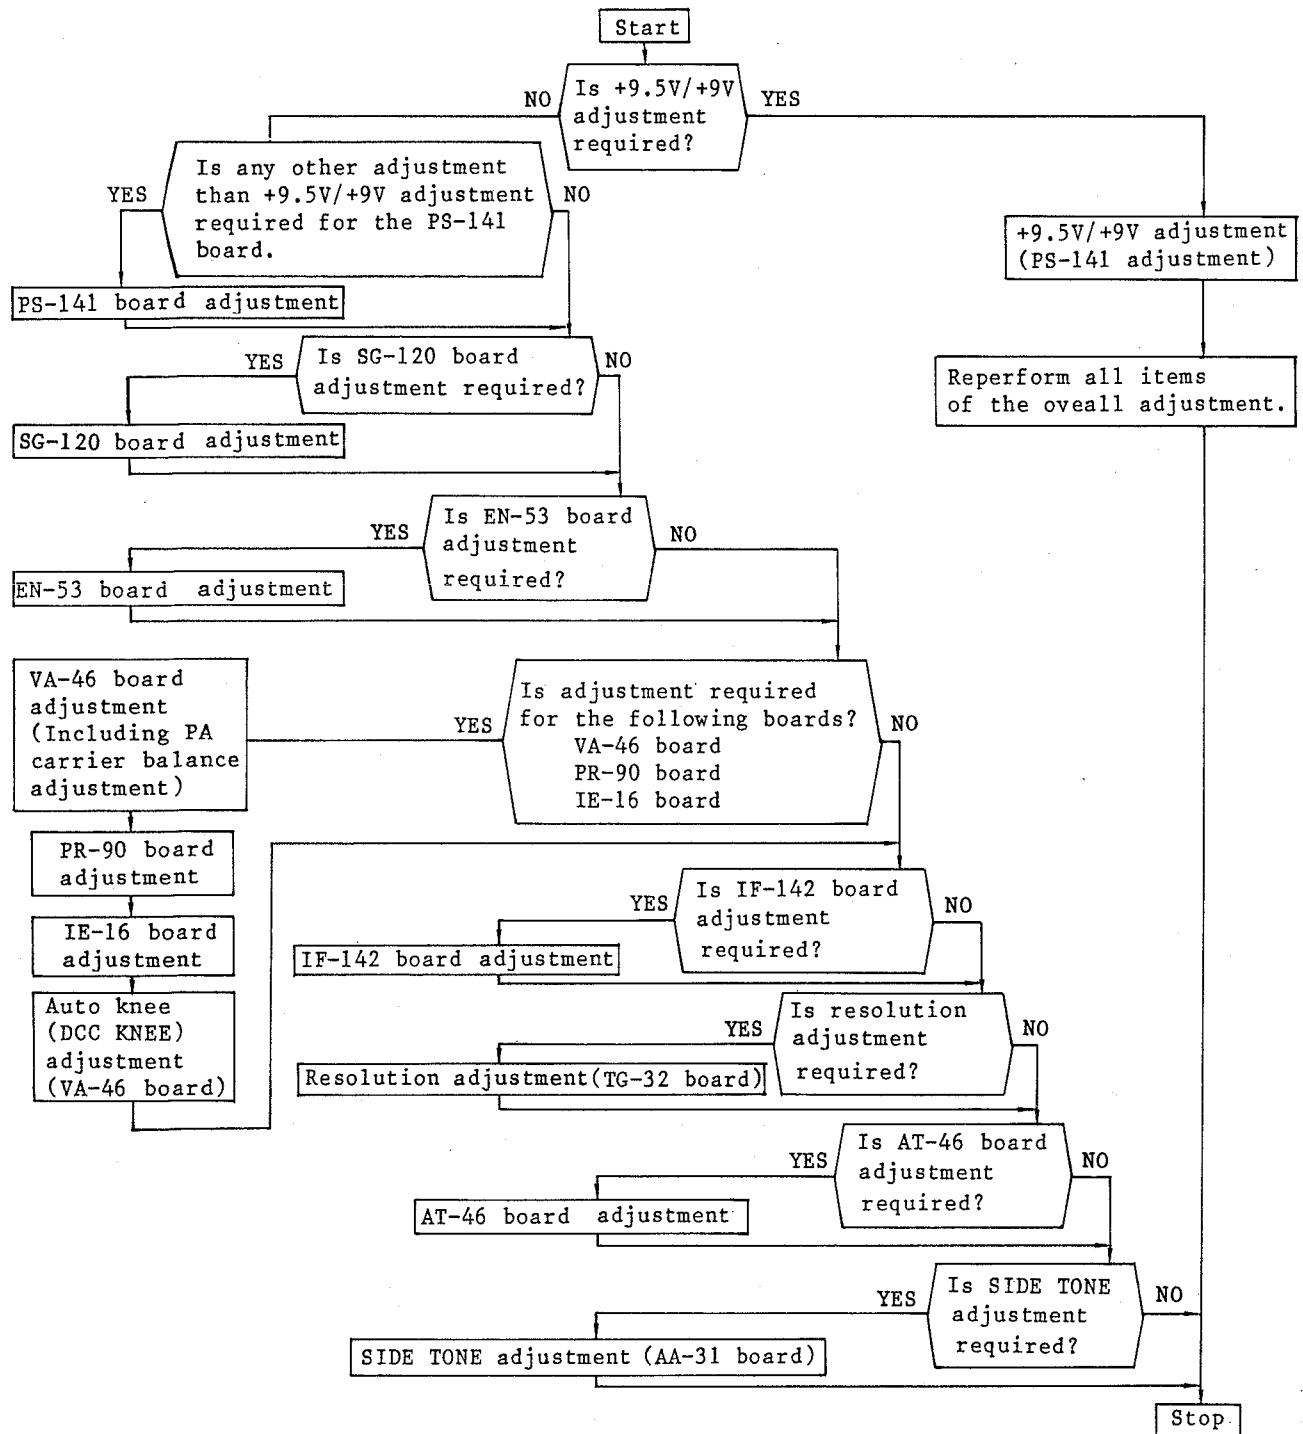 Start
Is +9.5V/+9V
adjustment
required?
NO
YES
Is any other adjustment
than +9.5V/+9V adjustment
required for the PS-141
board.
YES
NO
+9.5V/+9V adjustment
(PS-141 adjustment)
PS-141 board adjustment
Is SG-120 board
adjustment required?
YES
NO
Reperform all items
of the oveall adjustment.
SG-120 board adjustment
Is EN-53 board
adjustment
required?
YES
NO
EN-53 board adjustment
VA-46 board
adjustment
(Including PA
carrier balance
adjustment)
YES
Is adjustment required
for the following boards?
VA-46 board
PR-90 board
IE-16 board
NO
PR-90 board
adjustment
IE-16 board
adjustment
Auto knee
(DCC KNEE)
adjustment
(VA-46 board)
Is IF-142 board
adjustment
required?
YES
NO
IF-142 board adjustment
Is resolution
adjustment
required?
YES
NO
Resolution adjustment(TG-32 board)
Is AT-46 board
adjustment
required?
YES
NO
AT-46 board adjustment
Is SIDE TONE
adjustment
required?
YES
NO
SIDE TONE adjustment (AA-31 board)
Stop